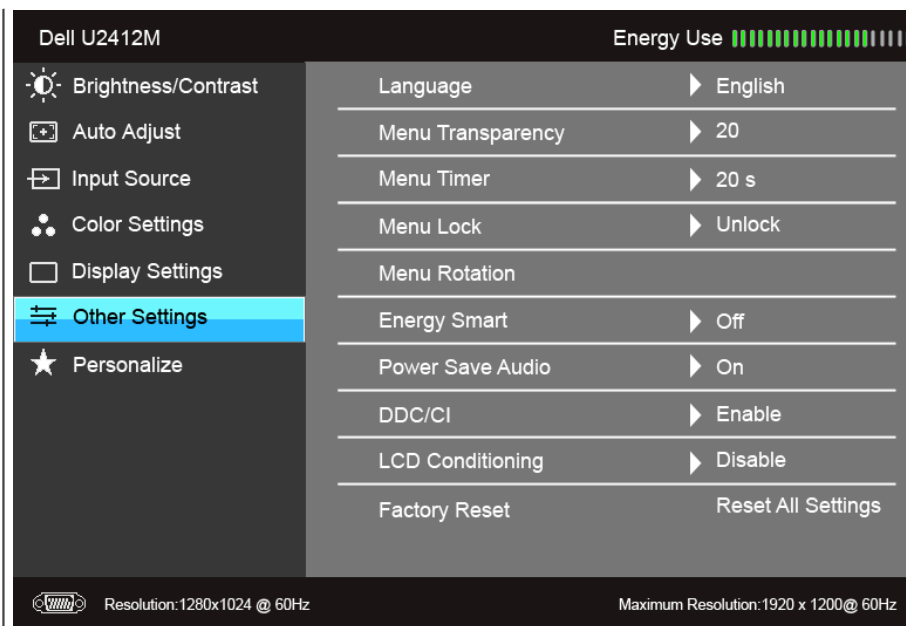 Dell U2412M Energy Use
Brightness/Contrast
Auto Adjust
Input Source
Color Settings
Display Settings
Other Settings
Personalize
Language English
Menu Transparency 20
Menu Timer 20 s
Menu Lock Unlock
Menu Rotation
Energy Smart Off
Power Save Audio On
DDC/CI Enable
LCD Conditioning Disable
Factory Reset Reset All Settings
Resolution:1280x1024 @ 60Hz Maximum Resolution:1920 x 1200@ 60Hz